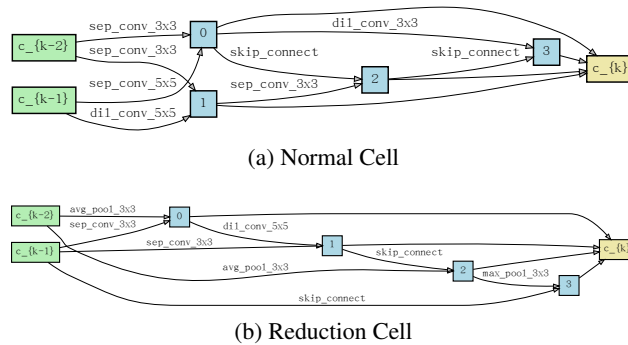 sep_conv_3x3
dil_conv_3x3
c_{k-2}
0
sep_conv_3x3
skip_connect
skip_connect
3
c_{k}
2
sep_conv_5x5
sep_conv_3x3
c_{k-1}
1
dil_conv_5x5
(a) Normal Cell
avg_pool_3x3
c_{k-2}
0
sep_conv_3x3
dil_conv_5x5
c_{k-1}
sep_conv_3x3
1
skip_connect
c_{k}
avg_pool_3x3
2
max_pool_3x3
3
skip_connect
(b) Reduction Cell